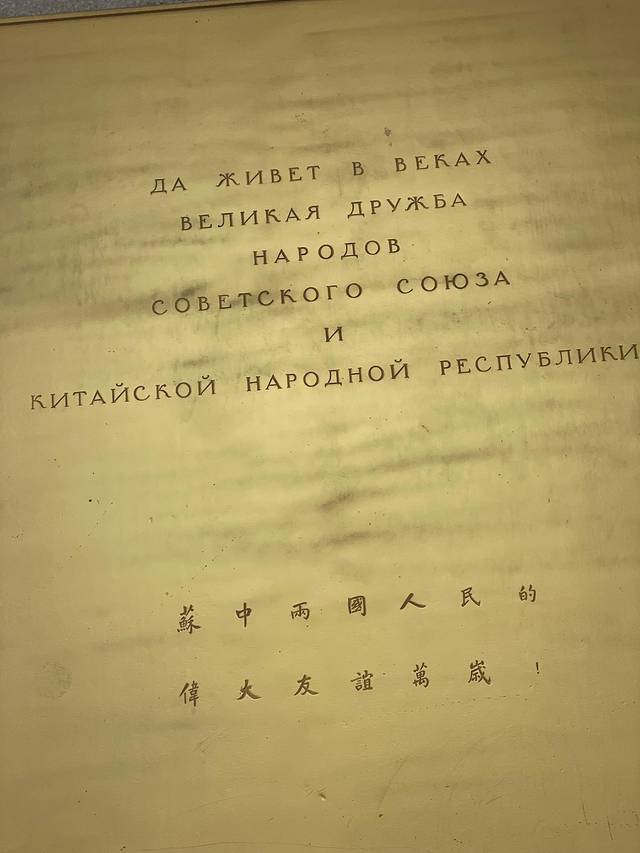 ДА ЖИВЕТ В ВЕКАХ
ВЕЛИКАЯ ДРУЖБА
НАРОДОВ
СОВЕТСКОГО СОЮЗА
И
КИТАЙСКОЙ НАРОДНОЙ РЕСПУБЛИКИ
蘇中兩國人民的
偉大友誼萬歲!